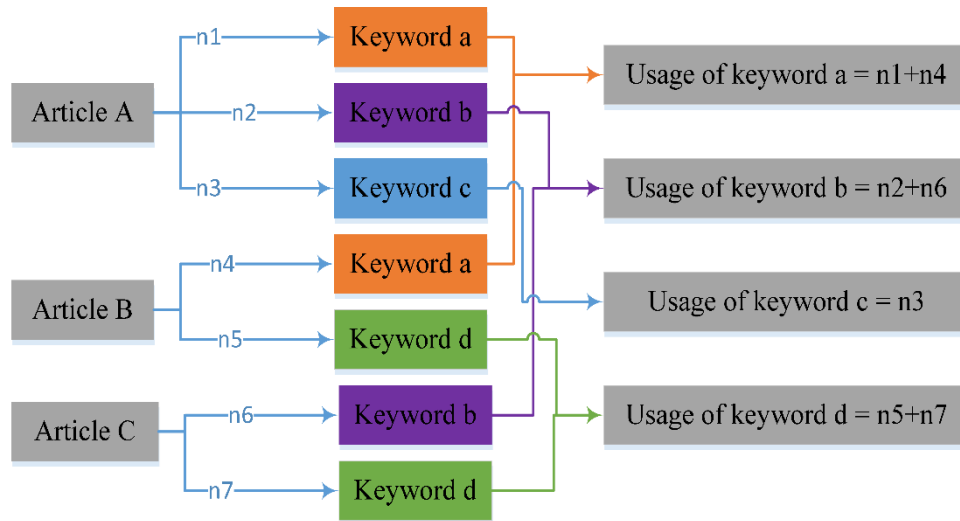 n1
Keyword a
Usage of keyword a = n1+n4
Article A
n2
Keyword b
n3
Keyword c
Usage of keyword b = n2+n6
n4
Keyword a
Article B
Usage of keyword c = n3
n5
Keyword d
n6
Keyword b
Usage of keyword d = n5+n7
Article C
n7
Keyword d